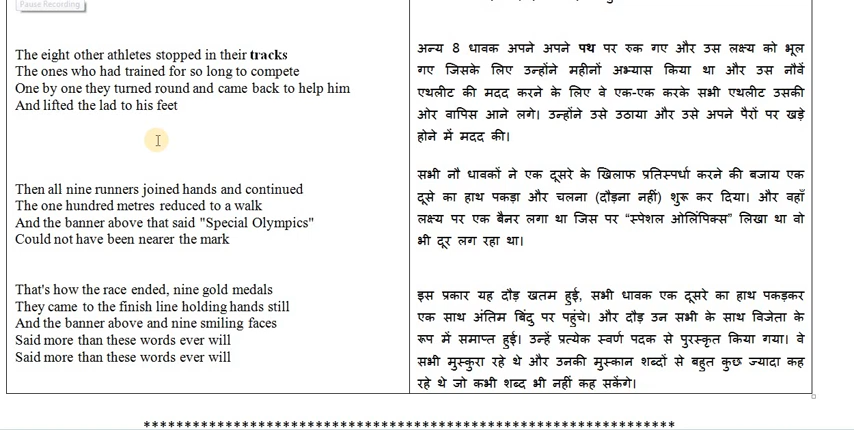 Pause Recording
The eight other athletes stopped in their tracks
The ones who had trained for so long to compete
One by one they turned round and came back to help him
And lifted the lad to his feet
Then all nine runners joined hands and continued
The one hundred metres reduced to a walk
And the banner above that said "Special Olympics"
Could not have been nearer the mark
That's how the race ended, nine gold medals
They came to the finish line holding hands still
And the banner above and nine smiling faces
Said more than these words ever will
Said more than these words ever will
अन्य 8 धावक अपने अपने पथ पर रुक गए और उस लक्ष्य को भूल
गए जिसके लिए उन्होंने महीनों अभ्यास किया था और उस नौवें
एथलीट की मदद करने के लिए वे एक-एक करके सभी एथलीट उसकी
ओर वापिस आने लगे। उन्होंने उसे उठाया और उसे अपने पैरों पर खड़े
होने में मदद की।
सभी नौ धावकों ने एक दूसरे के खिलाफ प्रतिस्पर्धा करने की बजाय एक
दूसे का हाथ पकड़ा और चलना (दौड़ना नहीं) शुरू कर दिया। और वहाँ
लक्ष्य पर एक बैनर लगा था जिस पर “स्पेशल ओलिंपिक्स” लिखा था वो
भी दूर लग रहा था।
इस प्रकार यह दौड़ खतम हुई, सभी धावक एक दूसरे का हाथ पकड़कर
एक साथ अंतिम बिंदु पर पहुंचे। और दौड़ उन सभी के साथ विजेता के
रूप में समाप्त हुई। उन्हें प्रत्येक स्वर्ण पदक से पुरस्कृत किया गया। वे
सभी मुस्कुरा रहे थे और उनकी मुस्कान शब्दों से बहुत कुछ ज्यादा कह
रहे थे जो कभी शब्द भी नहीं कह सकेंगे।
*****************************************************************